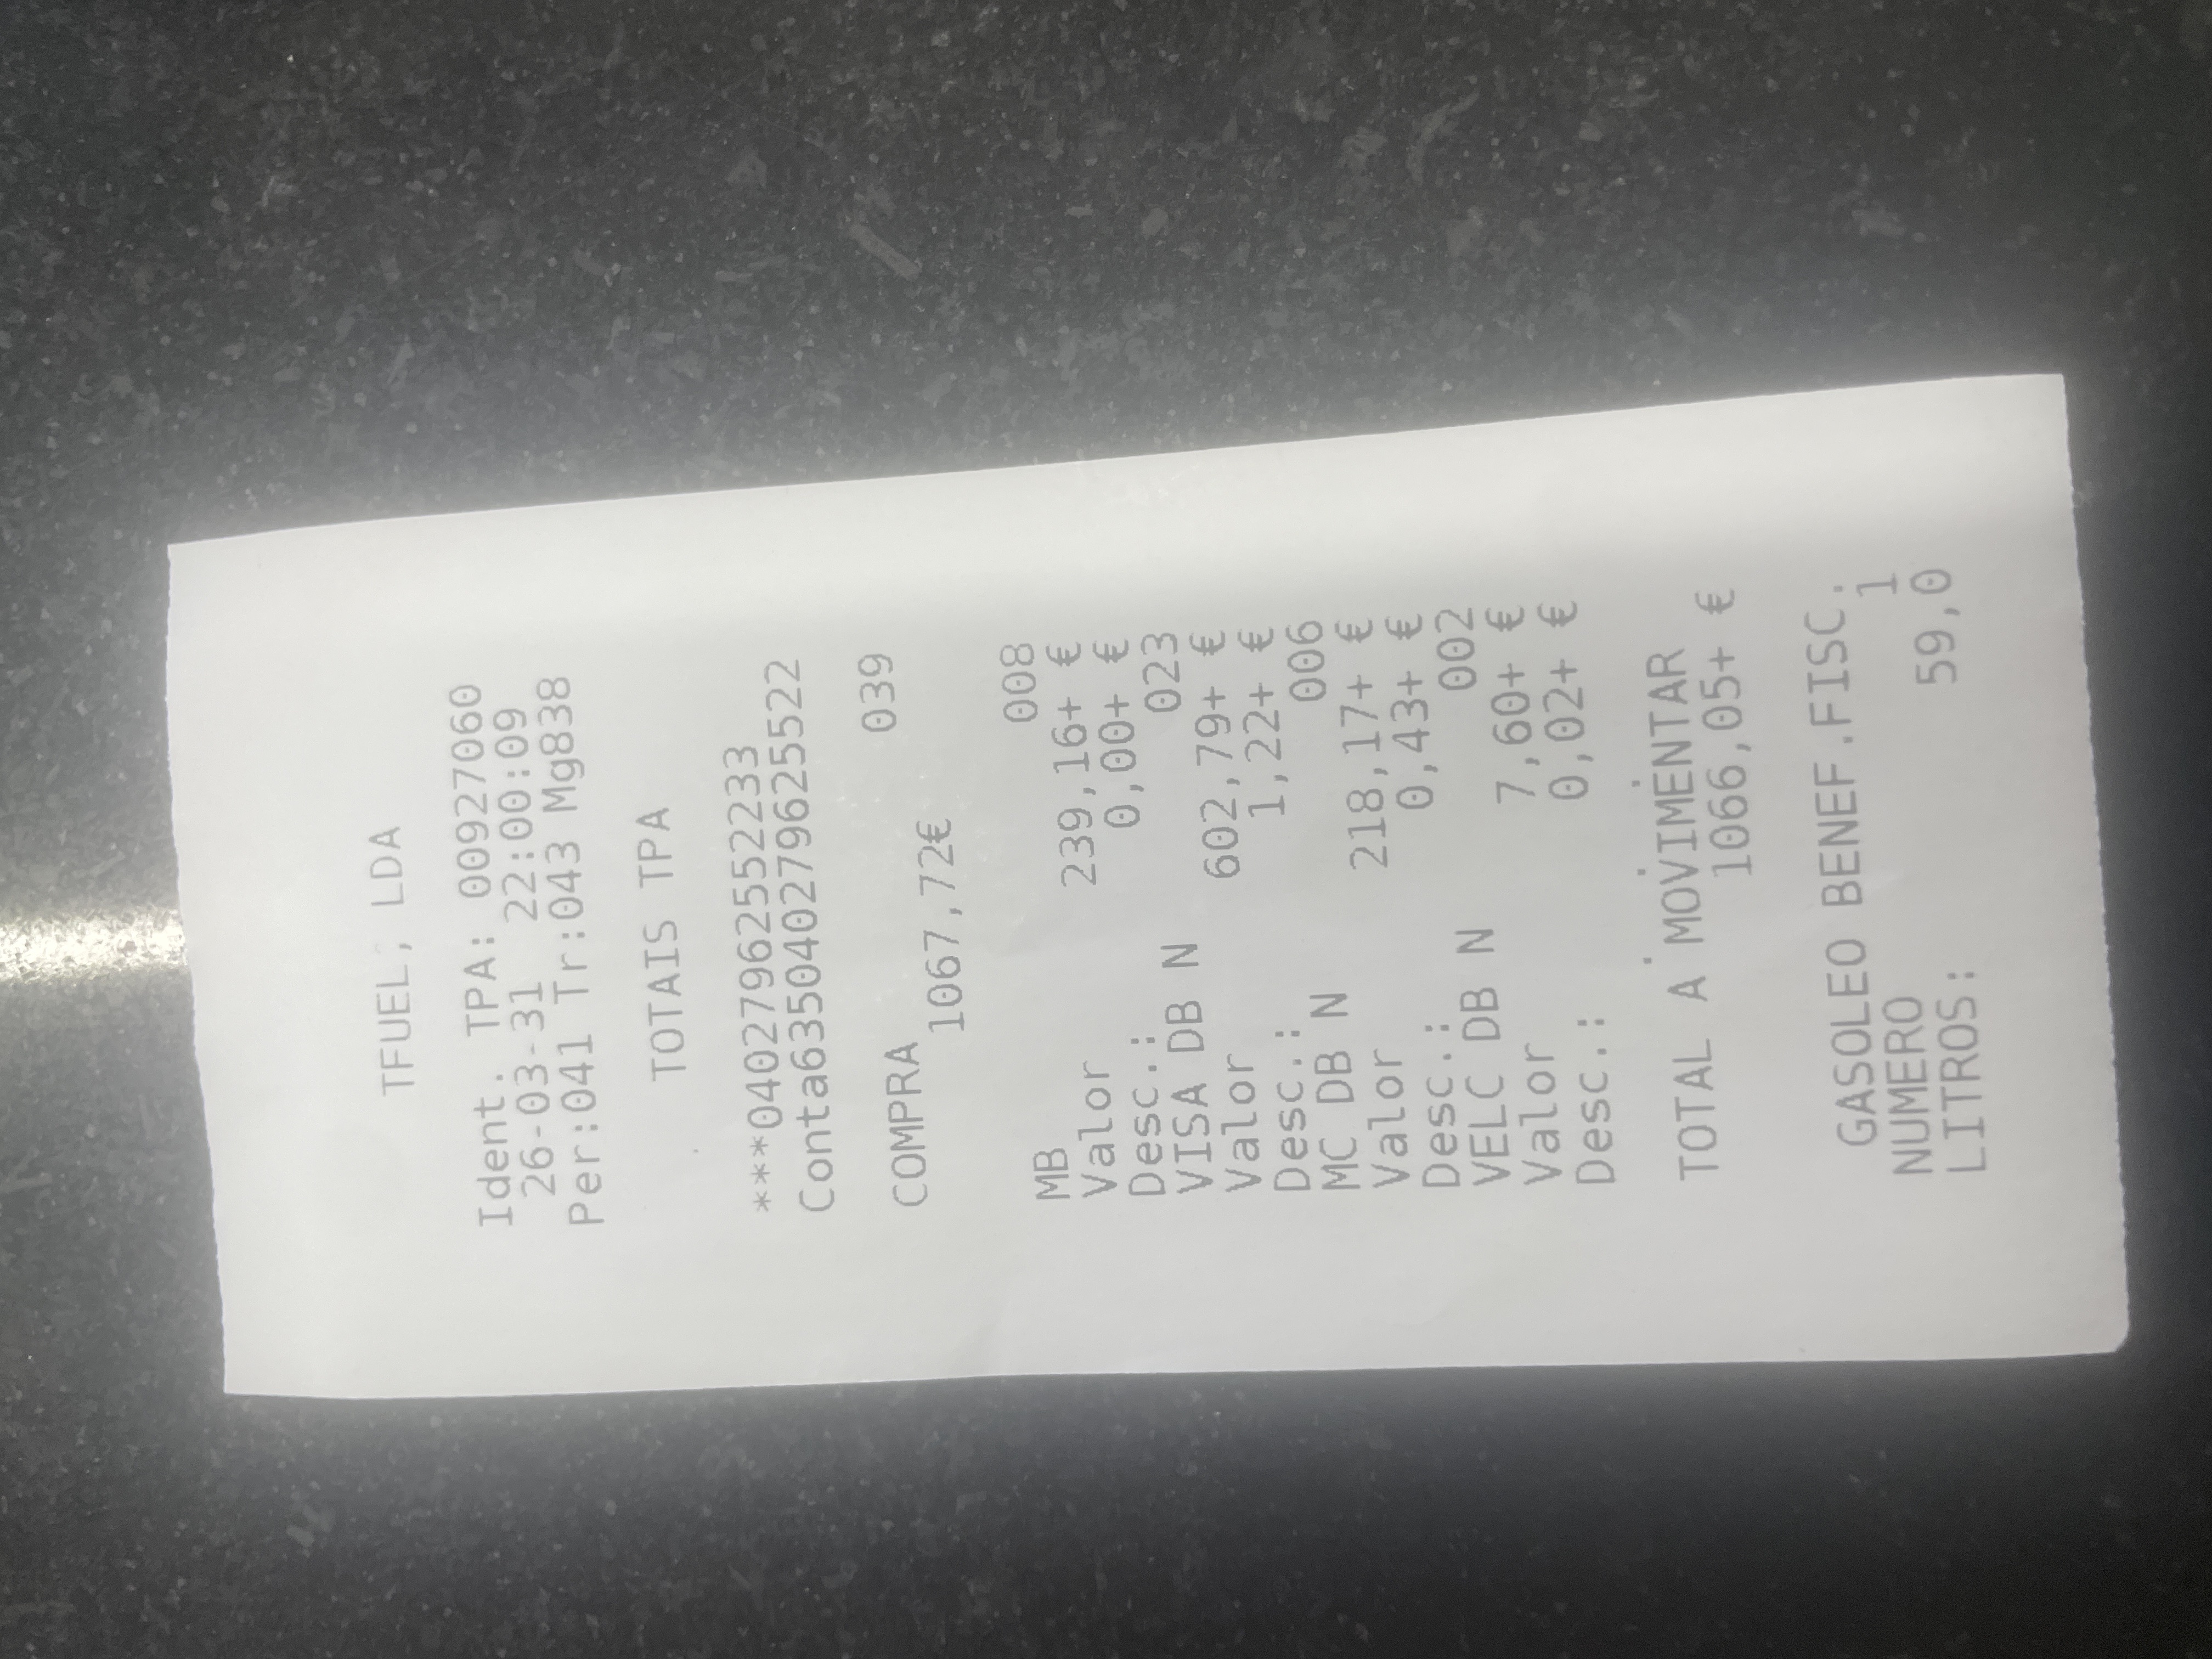 TFUEL, LDA
Ident. TPA: 00927060
26-03-31 22:00:09
Per:041 Tr:043 Mg838
TOTAIS TPA
***0402796255 2233
Conta635040279625522
COMPRA 039
1067,72€
MB 008
Valor 239,16+ €
Desc.: 0,00+ €
VISA DB N 023
Valor 602,79+ €
Desc.: 1,22+ €
MC DB N 006
Valor 218,17+ €
Desc.: 0,43+ €
VELC DB N 002
Valor 7,60+ €
Desc.: 0,02+ €
TOTAL A MOVIMENTAR
1066,05+ €
GASOLEO BENEF.FISC.
NUMERO 1
LITROS: 59,0